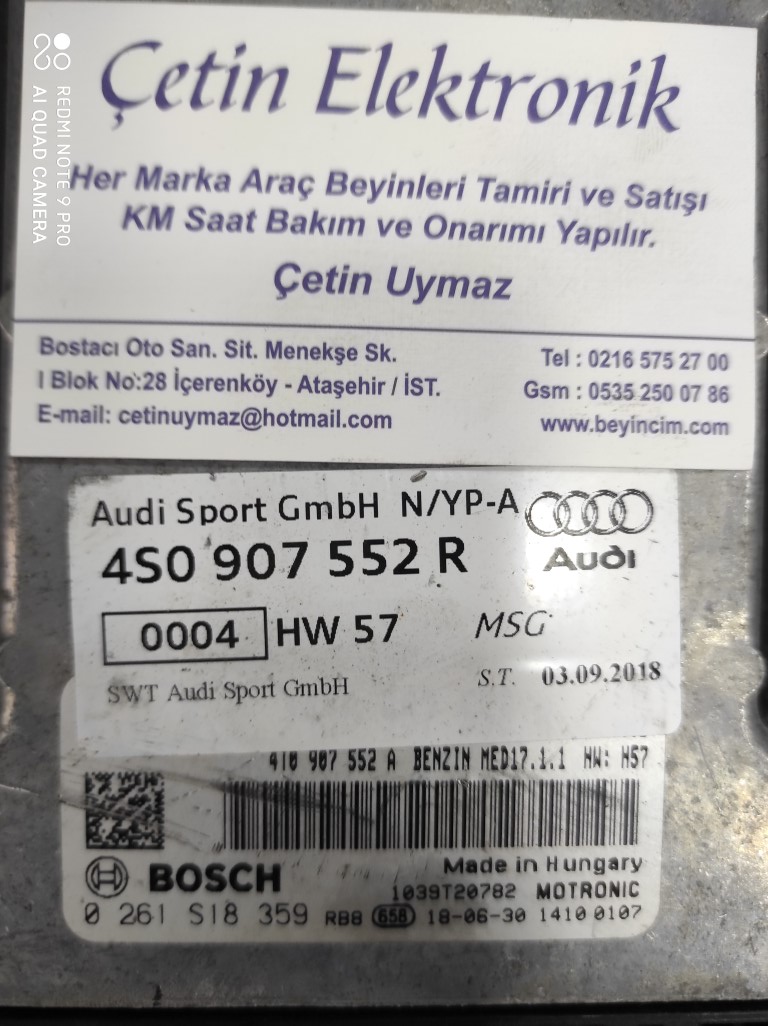 REDMI NOTE 9 PRO
AI QUAD CAMERA
Çetin Elektronik
Her Marka Araç Beyinleri Tamiri ve Satışı
KM Saat Bakım ve Onarımı Yapılır.
Çetin Uymaz
Bostacı Oto San. Sit. Menekşe Sk.
I Blok No:28 İçerenköy - Ataşehir / İST.
E-mail: cetinuymaz@hotmail.com
Tel : 0216 575 27 00
Gsm : 0535 250 07 86
www.beyincim.com
Audi Sport GmbH N/YP-A
4S0 907 552 R
Audi
0004 HW 57 MSG
SWT Audi Sport GmbH S.T. 03.09.2018
4I0 907 552 A BENZIN MED17.1.1 HW: H57
BOSCH
Made in Hungary
1039T20782 MOTRONIC
0 261 S18 359 RB8 658 18-06-30 1410 0107